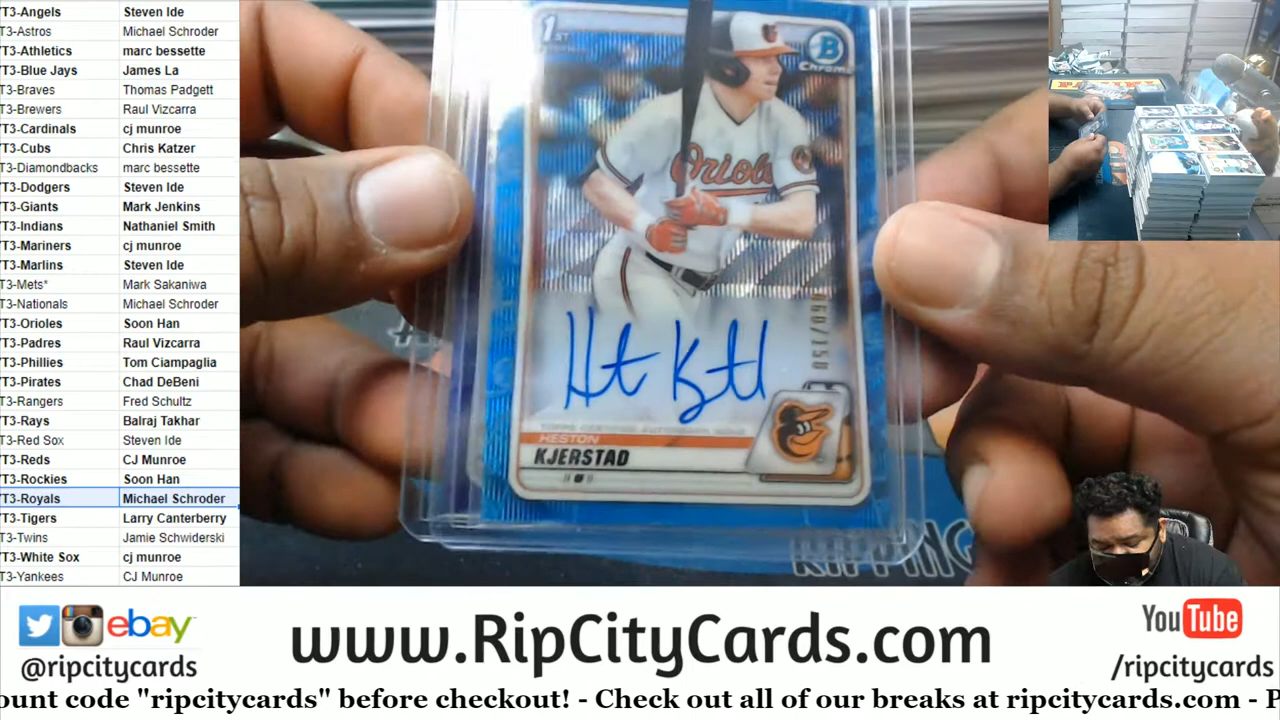 T3-Angels Steven Ide
T3-Astros Michael Schroder
T3-Athletics marc bessette
T3-Blue Jays James La
T3-Braves Thomas Padgett
T3-Brewers Raul Vizcarra
T3-Cardinals cj munroe
T3-Cubs Chris Katzer
T3-Diamondbacks marc bessette
T3-Dodgers Steven Ide
T3-Giants Mark Jenkins
T3-Indians Nathaniel Smith
T3-Mariners cj munroe
T3-Marlins Steven Ide
T3-Mets* Mark Sakaniwa
T3-Nationals Michael Schroder
T3-Orioles Soon Han
T3-Padres Raul Vizcarra
T3-Phillies Tom Ciampaglia
T3-Pirates Chad DeBeni
T3-Rangers Fred Schultz
T3-Rays Balraj Takhar
T3-Red Sox Steven Ide
T3-Reds CJ Munroe
T3-Rockies Soon Han
T3-Royals Michael Schroder
T3-Tigers Larry Canterberry
T3-Twins Jamie Schwiderski
T3-White Sox cj munroe
T3-Yankees CJ Munroe
1ST
B
Chrome
Orioles
060/150
TOPPS CERTIFIED AUTOGRAPH ISSUE
HESTON
KJERSTAD
RIPPING
ebay
@ripcitycards
www.RipCityCards.com
YouTube
/ripcitycards
ount code "ripcitycards" before checkout! - Check out all of our breaks at ripcitycards.com - P